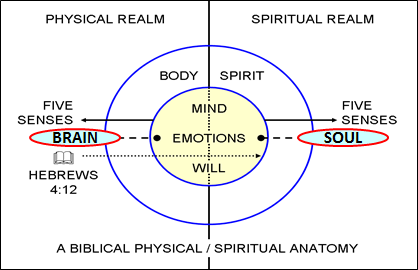 PHYSICAL REALM
SPIRITUAL REALM
BODY
SPIRIT
MIND
FIVE
SENSES
FIVE
SENSES
BRAIN
EMOTIONS
SOUL
WILL
HEBREWS
4:12
A BIBLICAL PHYSICAL / SPIRITUAL ANATOMY